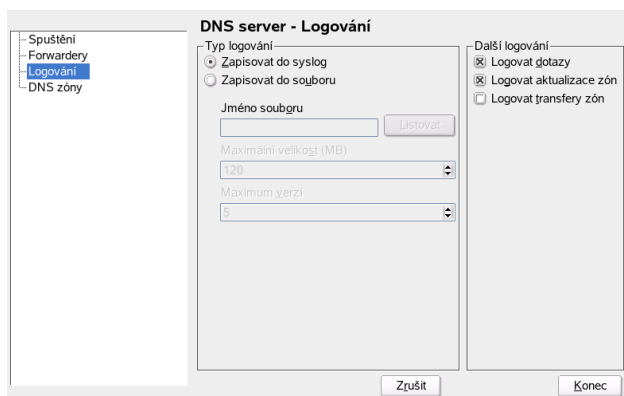 DNS server - Logování
Spuštění
Forwardery
Logování
DNS zóny
Typ logování
Zapisovat do syslog
Zapisovat do souboru
Jméno souboru
Listovat
Maximální velikost (MB)
120
Maximum verzí
5
Další logování
Logovat dotazy
Logovat aktualizace zón
Logovat transfery zón
Zrušit
Konec